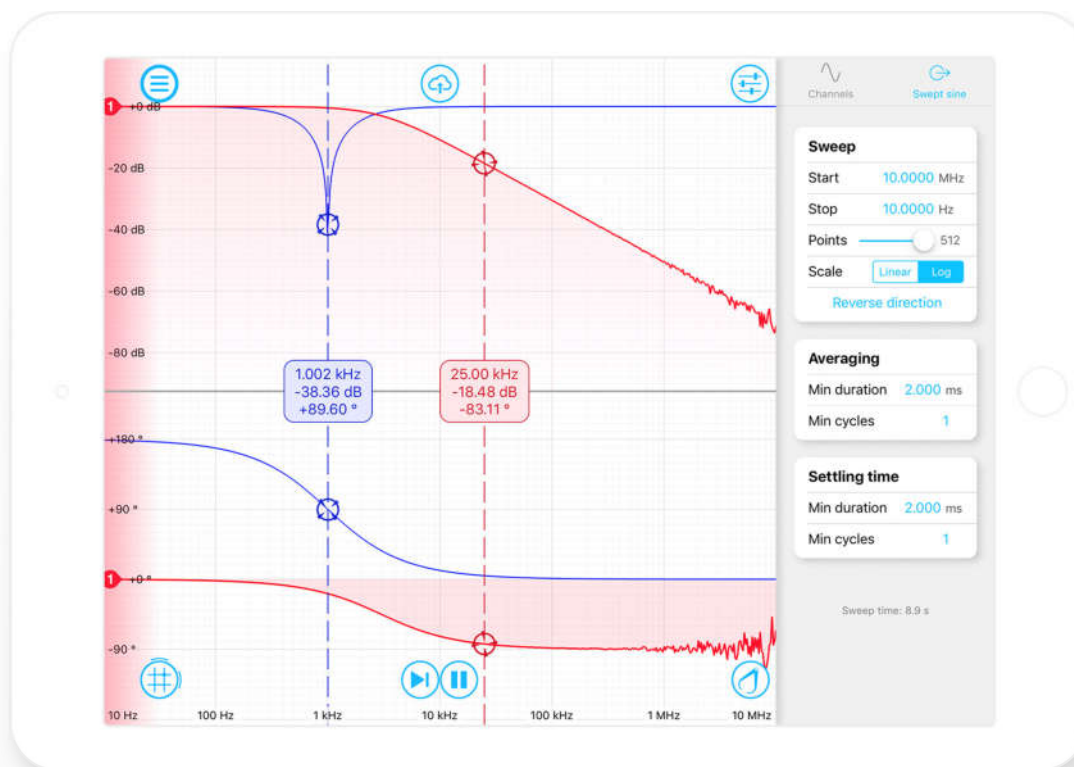 1
+0 dB
-20 dB
-40 dB
-60 dB
-80 dB
1.002 kHz
-38.36 dB
+89.60 °
25.00 kHz
-18.48 dB
-83.11 °
+180 °
+90 °
1
+0 °
-90 °
10 Hz
100 Hz
1 kHz
10 kHz
100 kHz
1 MHz
10 MHz
Channels
Swept sine
Sweep
Start 10.0000 MHz
Stop 10.0000 Hz
Points 512
Scale Linear Log
Reverse direction
Averaging
Min duration 2.000 ms
Min cycles 1
Settling time
Min duration 2.000 ms
Min cycles 1
Sweep time: 8.9 s